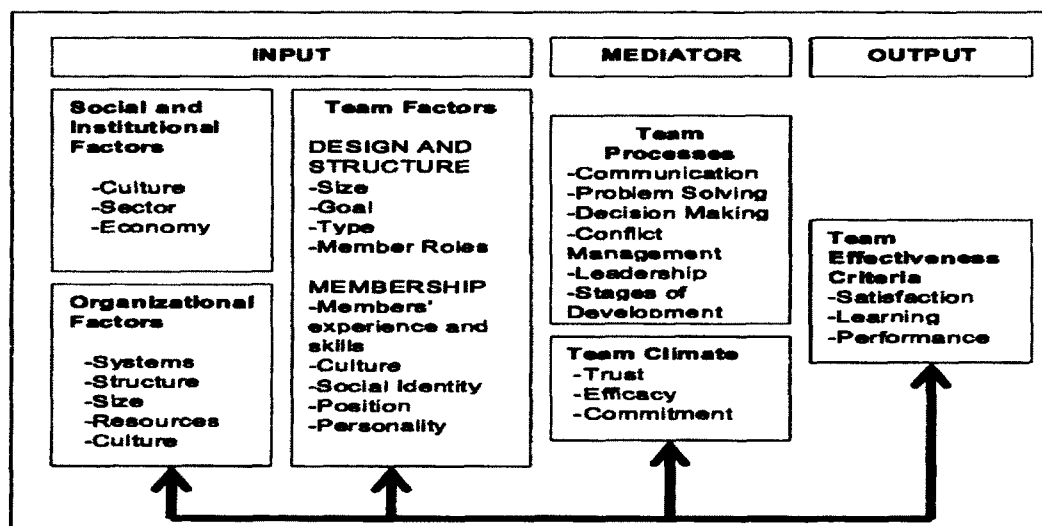 INPUT
MEDIATOR
OUTPUT
Social and
Institutional
Factors
-Culture
-Sector
-Economy
Organizational
Factors
-Systems
-Structure
-Size
-Resources
-Culture
Team Factors
DESIGN AND
STRUCTURE
-Size
-Goal
-Type
-Member Roles
MEMBERSHIP
-Members'
experience and
skills
-Culture
-Social Identity
-Position
-Personality
Team
Processes
-Communication
-Problem Solving
-Decision Making
-Conflict
Management
-Leadership
-Stages of
Development
Team Climate
-Trust
-Efficacy
-Commitment
Team
Effectiveness
Criteria
-Satisfaction
-Learning
-Performance